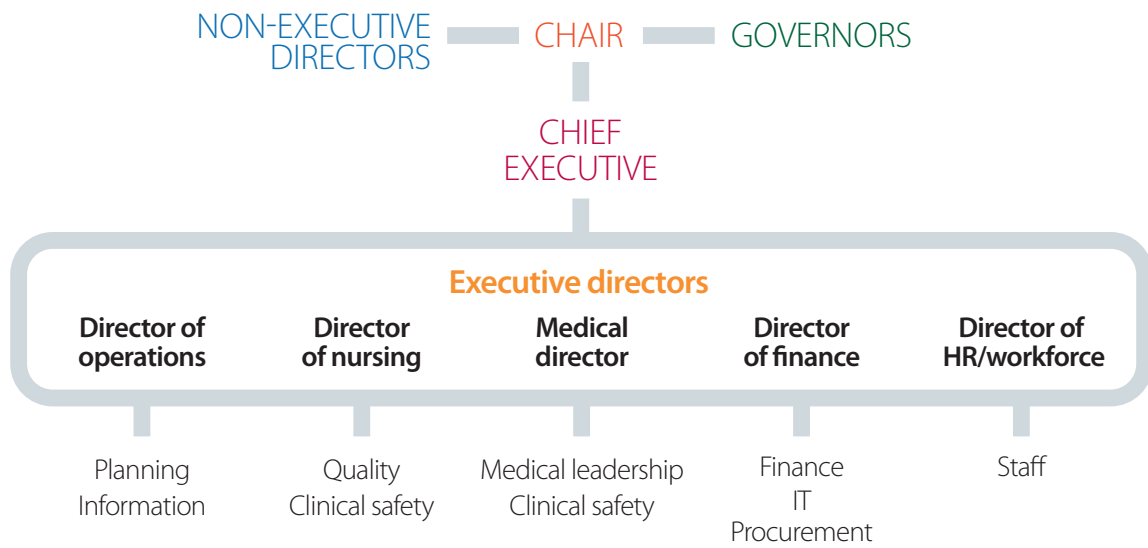 NON-EXECUTIVE
DIRECTORS
CHAIR
GOVERNORS
CHIEF
EXECUTIVE
Executive directors
Director of
operations
Director
of nursing
Medical
director
Director
of finance
Director of
HR/workforce
Planning
Information
Quality
Clinical safety
Medical leadership
Clinical safety
Finance
IT
Procurement
Staff